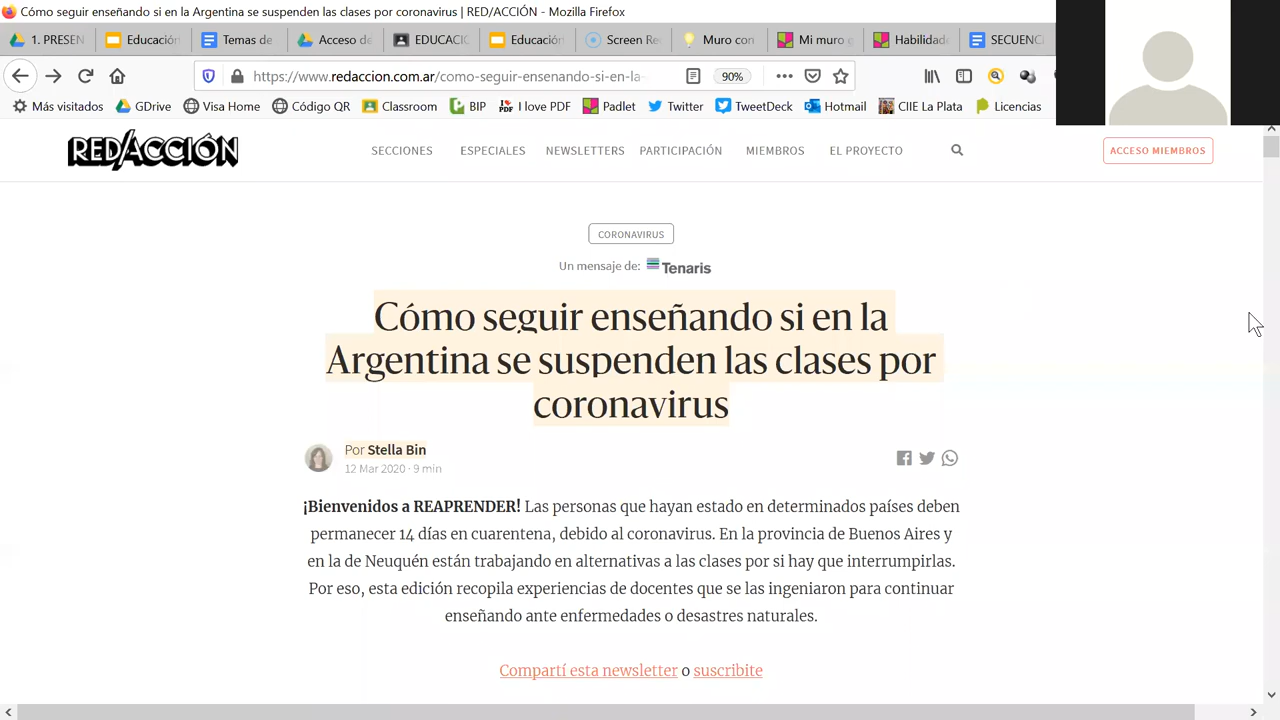 Cómo seguir enseñando si en la Argentina se suspenden las clases por coronavirus | RED/ACCIÓN - Mozilla Firefox
1. PRESEN Educación Temas de Acceso de EDUCACIO Educación Screen Re Muro con Mi muro Habilidade SECUENCI
https://www.redaccion.com.ar/como-seguir-ensenando-si-en-la- 90%
Más visitados GDrive Visa Home Código QR Classroom BIP I love PDF Padlet Twitter TweetDeck Hotmail CIIE La Plata Licencias
RED/ACCIÓN SECCIONES ESPECIALES NEWSLETTERS PARTICIPACIÓN MIEMBROS EL PROYECTO ACCESO MIEMBROS
CORONAVIRUS
Un mensaje de: Tenaris
Cómo seguir enseñando si en la
Argentina se suspenden las clases por
coronavirus
Por Stella Bin
12 Mar 2020 · 9 min
¡Bienvenidos a REAPRENDER! Las personas que hayan estado en determinados países deben
permanecer 14 días en cuarentena, debido al coronavirus. En la provincia de Buenos Aires y
en la de Neuquén están trabajando en alternativas a las clases por si hay que interrumpirlas.
Por eso, esta edición recopila experiencias de docentes que se las ingeniaron para continuar
enseñando ante enfermedades o desastres naturales.
Compartí esta newsletter o suscribite